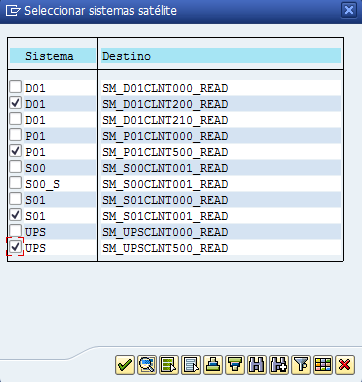 Seleccionar sistemas satélite
Sistema Destino
D01 SM_D01CLNT000_READ
D01 SM_D01CLNT200_READ
D01 SM_D01CLNT210_READ
P01 SM_P01CLNT000_READ
P01 SM_P01CLNT500_READ
S00 SM_S00CLNT001_READ
S00_S SM_S00CLNT001_READ
S01 SM_S01CLNT000_READ
S01 SM_S01CLNT001_READ
UPS SM_UPSCLNT000_READ
UPS SM_UPSCLNT500_READ